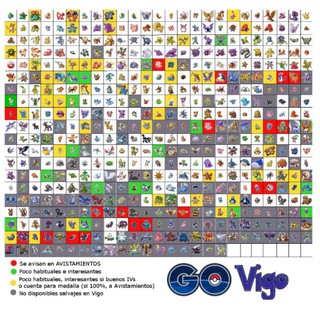 Se avisan en AVISTAMIENTOS
Poco habituales e interesantes
Poco habituales, interesantes si buenos IVs
o cuenta para medalla (si 100%, a Avistamientos)
No disponibles salvajes en Vigo
GO Vigo